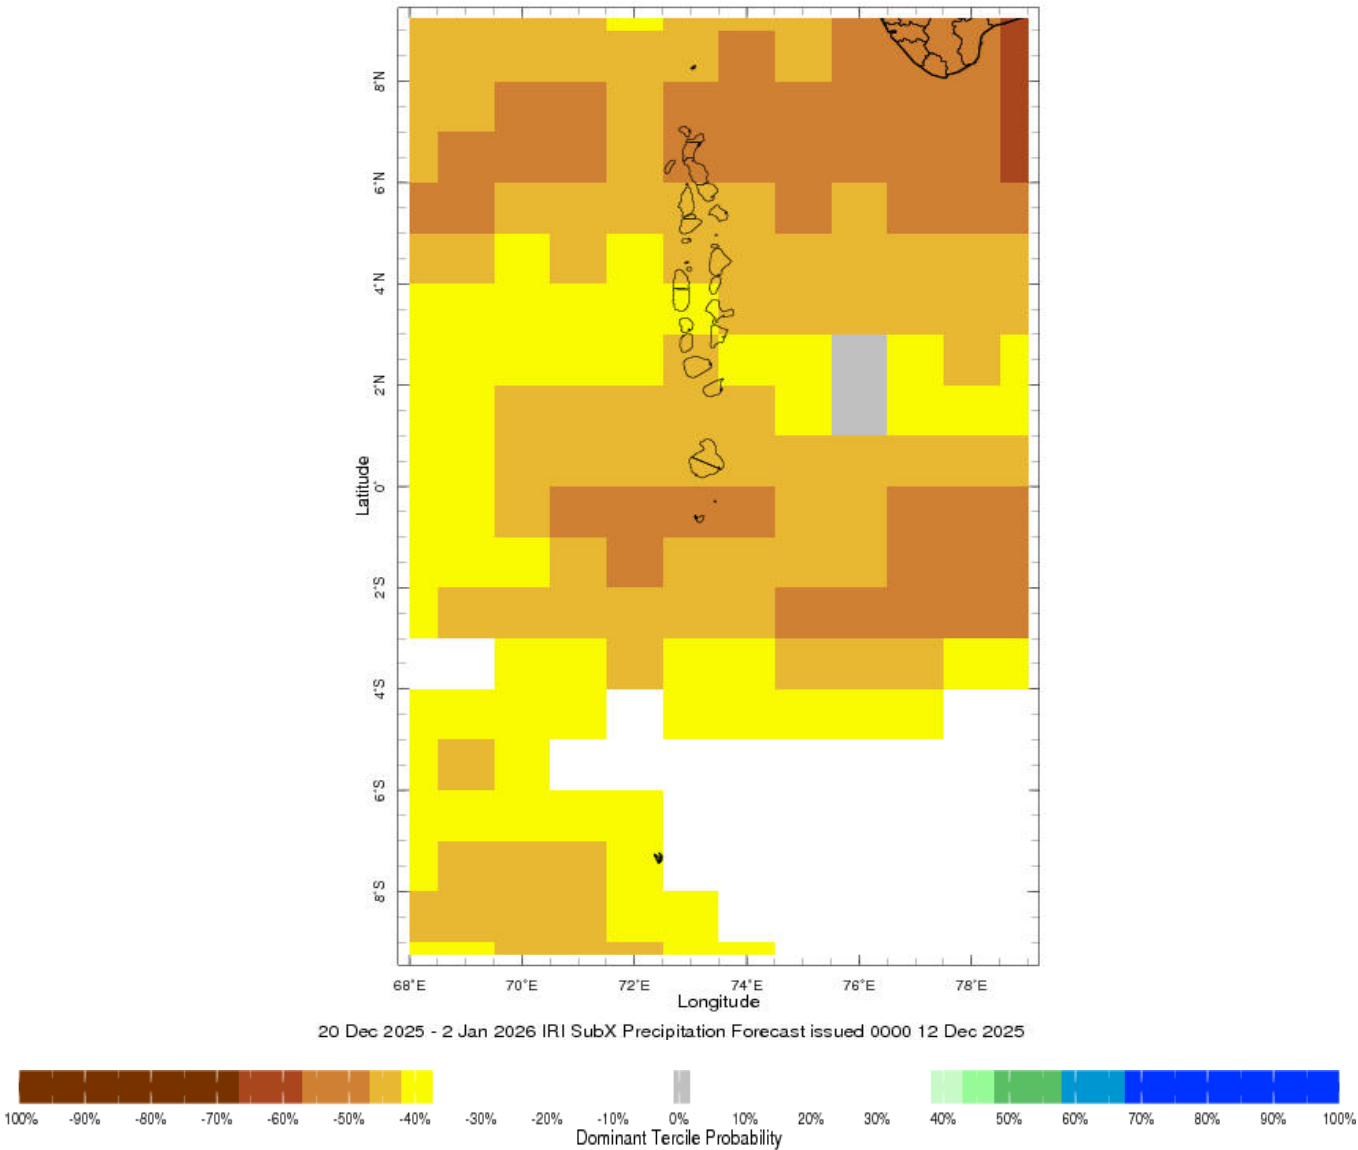 8°N
6°N
4°N
2°N
0°
2°S
4°S
6°S
8°S
Latitude
68°E 70°E 72°E 74°E 76°E 78°E
Longitude
20 Dec 2025 - 2 Jan 2026 IRI SubX Precipitation Forecast issued 0000 12 Dec 2025
100% -90% -80% -70% -60% -50% -40% -30% -20% -10% 0% 10% 20% 30% 40% 50% 60% 70% 80% 90% 100%
Dominant Tercile Probability